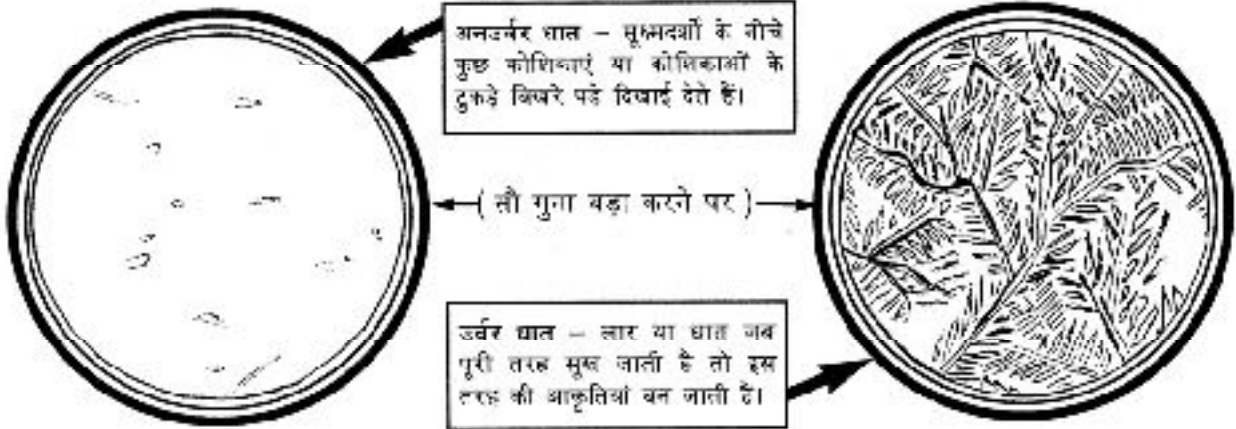 अनउर्वर धात – सूक्ष्मदर्शी के नीचे
कुछ कोशिकाएं या कोशिकाओं के
टुकड़े बिखरे पड़े दिखाई देते हैं।
( सौ गुना बड़ा करने पर )
उर्वर धात – लार या धात जब
पूरी तरह सूख जाती है तो इस
तरह की आकृतियां बन जाती हैं।